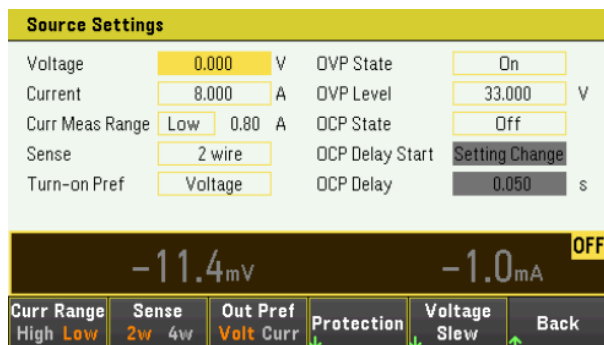 Source Settings
Voltage 0.000 V OVP State On
Current 8.000 A OVP Level 33.000 V
Curr Meas Range Low 0.80 A OCP State Off
Sense 2 wire OCP Delay Start Setting Change
Turn-on Pref Voltage OCP Delay 0.050 s
OFF
-11.4mV -1.0mA
Curr Range Sense Out Pref Protection Voltage Back
High Low 2w 4w Volt Curr Slew